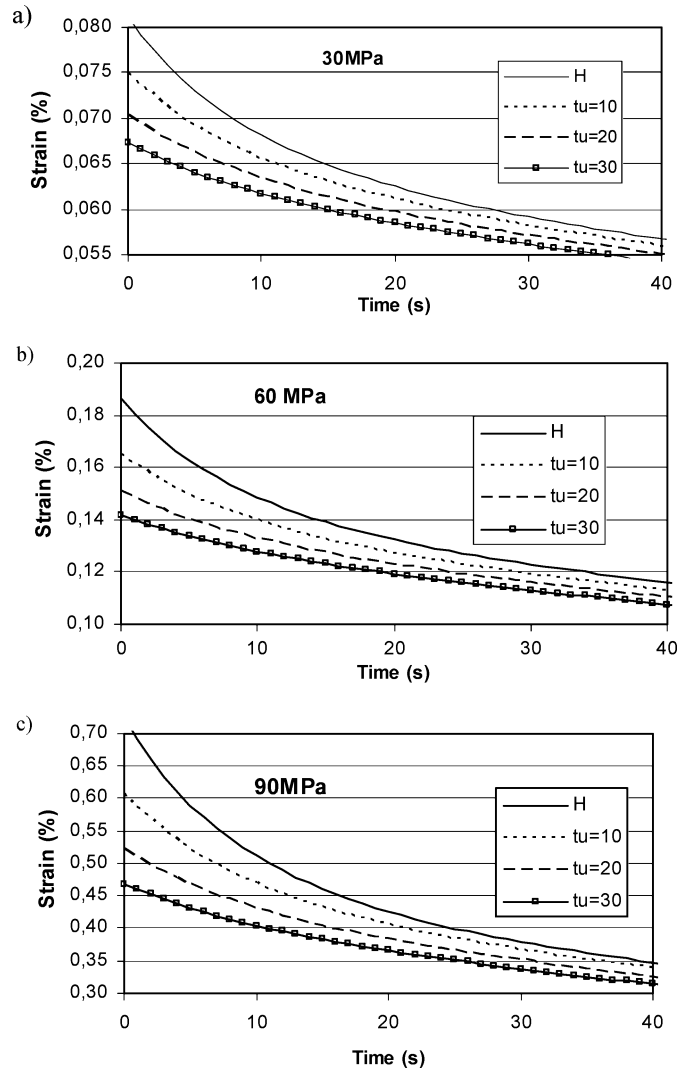 a)
30MPa
0,080
0,075
0,070
0,065
0,060
0,055
Strain (%)
H
tu=10
tu=20
tu=30
0 10 20 30 40
Time (s)
b)
60 MPa
0,20
0,18
0,16
0,14
0,12
0,10
Strain (%)
H
tu=10
tu=20
tu=30
0 10 20 30 40
Time (s)
c)
90MPa
0,70
0,65
0,60
0,55
0,50
0,45
0,40
0,35
0,30
Strain (%)
H
tu=10
tu=20
tu=30
0 10 20 30 40
Time (s)